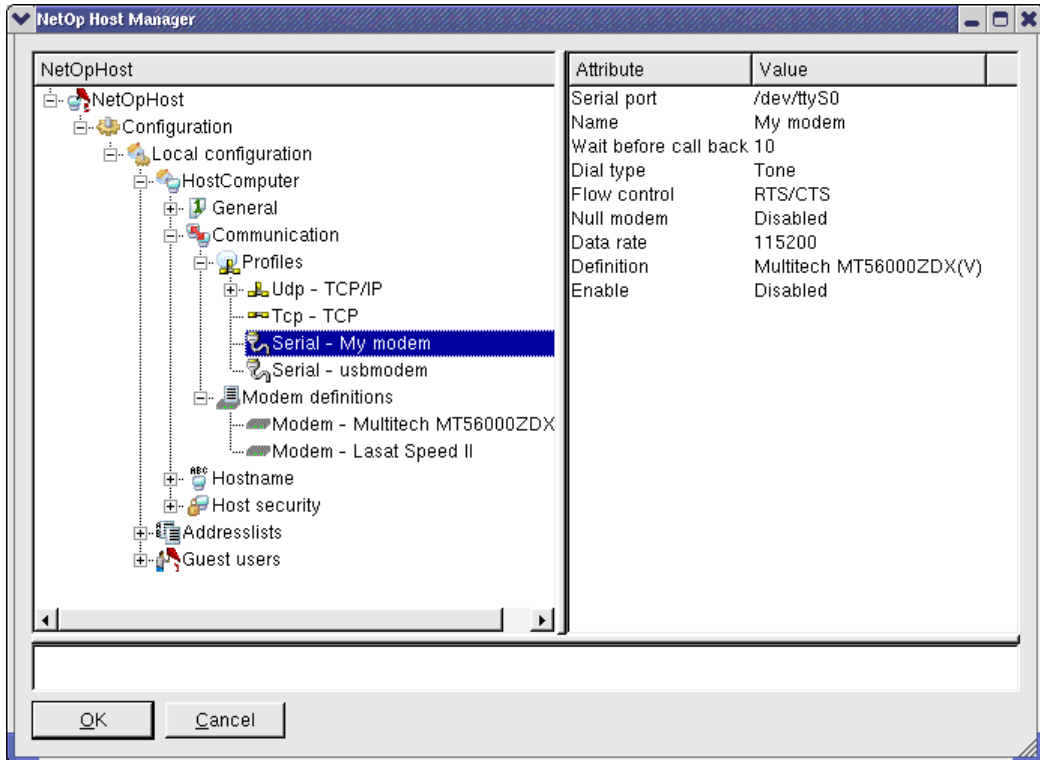 NetOp Host Manager
NetOpHost
NetOpHost
Configuration
Local configuration
HostComputer
General
Communication
Profiles
Udp - TCP/IP
Tcp - TCP
Serial - My modem
Serial - usbmodem
Modem definitions
Modem - Multitech MT56000ZDX
Modem - Lasat Speed II
ABC
Hostname
Host security
Addresslists
Guest users
Attribute Value
Serial port /dev/ttyS0
Name My modem
Wait before call back 10
Dial type Tone
Flow control RTS/CTS
Null modem Disabled
Data rate 115200
Definition Multitech MT56000ZDX(V)
Enable Disabled
OK Cancel